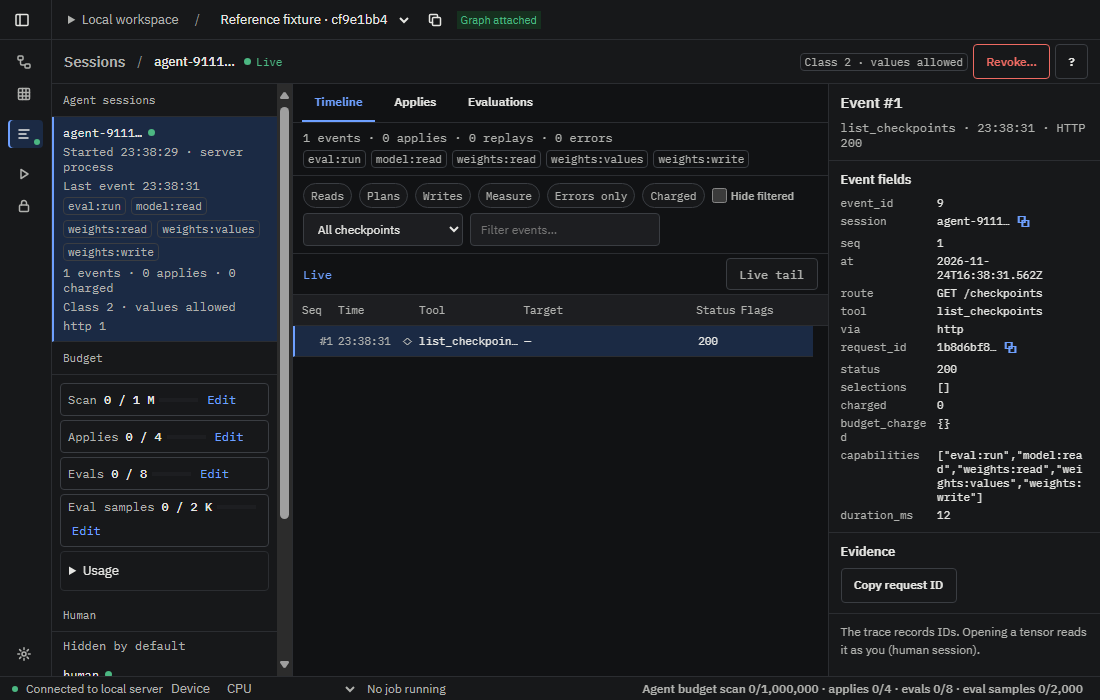 Local workspace / Reference fixture · cf9e1bb4 Graph attached
Sessions / agent-9111… Live Class 2 · values allowed Revoke… ?
Agent sessions
agent-9111…
Started 23:38:29 · server
process
Last event 23:38:31
eval:run model:read
weights:read weights:values
weights:write
1 events · 0 applies · 0
charged
Class 2 · values allowed
http 1
Budget
Scan 0 / 1 M Edit
Applies 0 / 4 Edit
Evals 0 / 8 Edit
Eval samples 0 / 2 K
Edit
Usage
Human
Hidden by default
human
Timeline Applies Evaluations
1 events · 0 applies · 0 replays · 0 errors
eval:run model:read weights:read weights:values weights:write
Reads Plans Writes Measure Errors only Charged Hide filtered
All checkpoints Filter events…
Live Live tail
Seq Time Tool Target Status Flags
#1 23:38:31 ◇ list_checkpoin… — 200
Event #1
list_checkpoints · 23:38:31 · HTTP
200
Event fields
event_id 9
session agent-9111…
seq 1
at 2026-11-
24T16:38:31.562Z
route GET /checkpoints
tool list_checkpoints
via http
request_id 1b8d6bf8…
status 200
selections []
charged 0
budget_charge {}
d
capabilities ["eval:run","model:rea
d","weights:read","wei
ghts:values","weights:
write"]
duration_ms 12
Evidence
Copy request ID
The trace records IDs. Opening a tensor reads
it as you (human session).
Connected to local server Device CPU No job running Agent budget scan 0/1,000,000 · applies 0/4 · evals 0/8 · eval samples 0/2,000